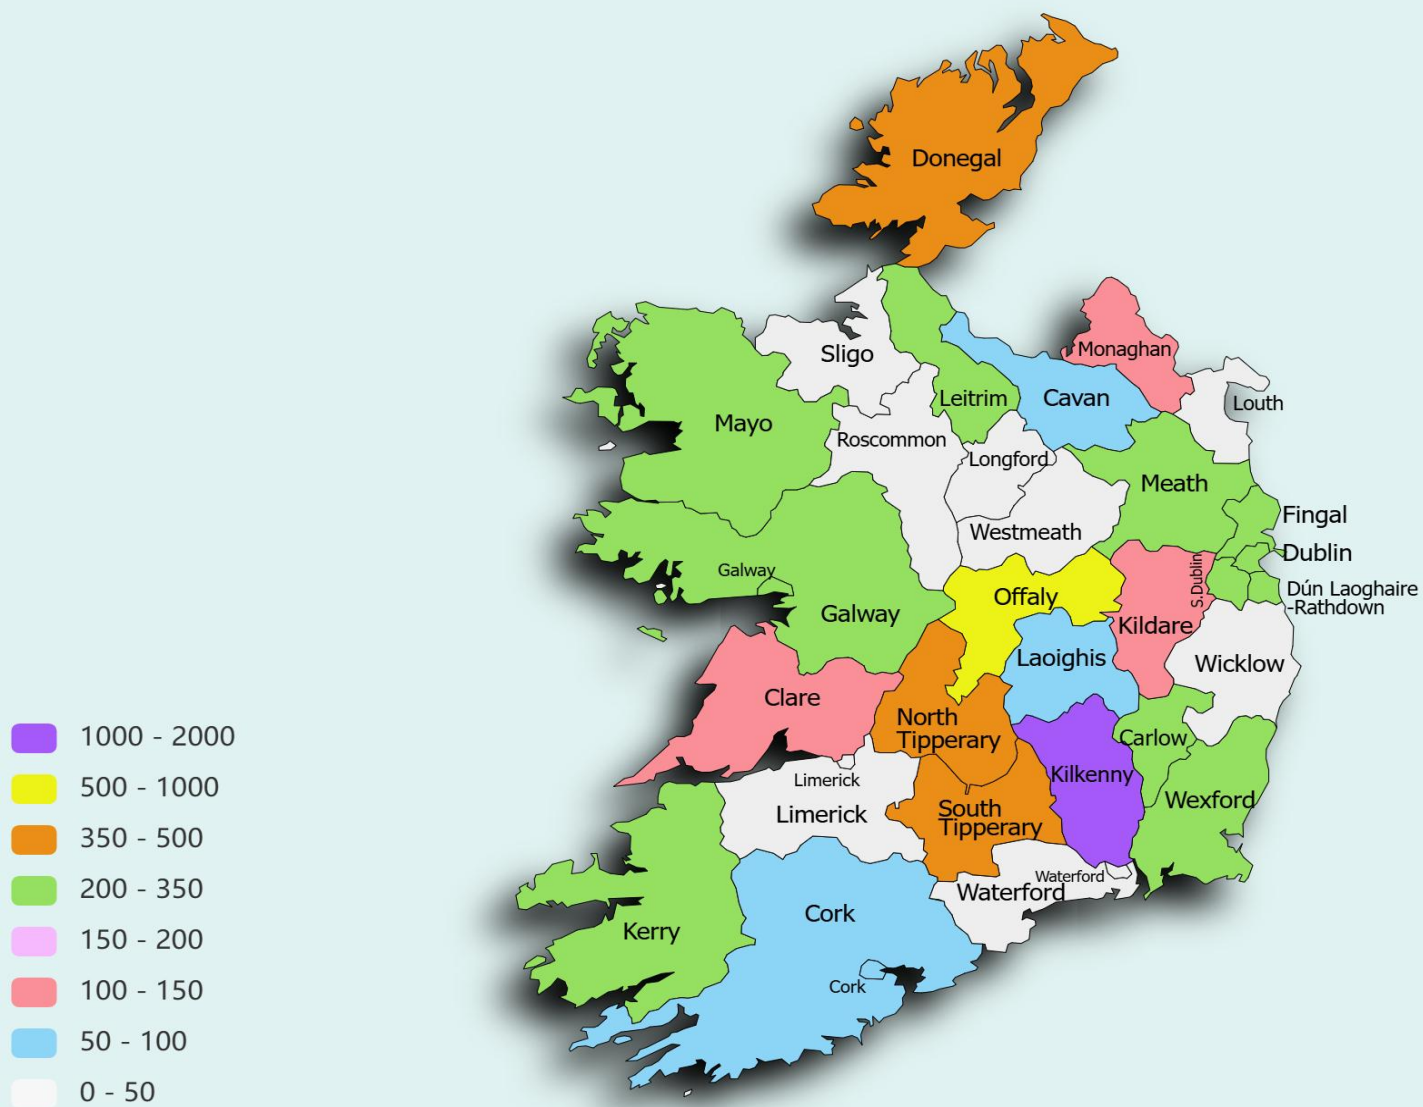 Donegal
Monaghan
Sligo
Leitrim
Cavan
Louth
Mayo
Roscommon
Longford
Meath
Westmeath
Fingal
Dublin
S.Dublin
Galway
Offaly
Dún Laoghaire
-Rathdown
Galway
Kildare
Laoighis
Wicklow
Clare
North
Tipperary
Carlow
Kilkenny
Limerick
Wexford
Limerick
South
Tipperary
Waterford
Waterford
Cork
Kerry
Cork
1000 - 2000
500 - 1000
350 - 500
200 - 350
150 - 200
100 - 150
50 - 100
0 - 50